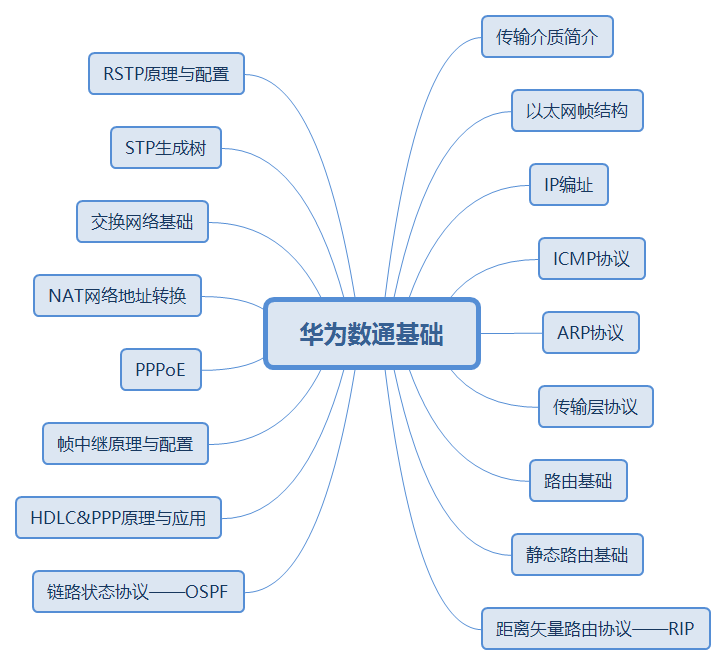 华为数通基础
传输介质简介
以太网帧结构
IP编址
ICMP协议
ARP协议
传输层协议
路由基础
静态路由基础
距离矢量路由协议——RIP
链路状态协议——OSPF
HDLC&PPP原理与应用
帧中继原理与配置
PPPoE
NAT网络地址转换
交换网络基础
STP生成树
RSTP原理与配置